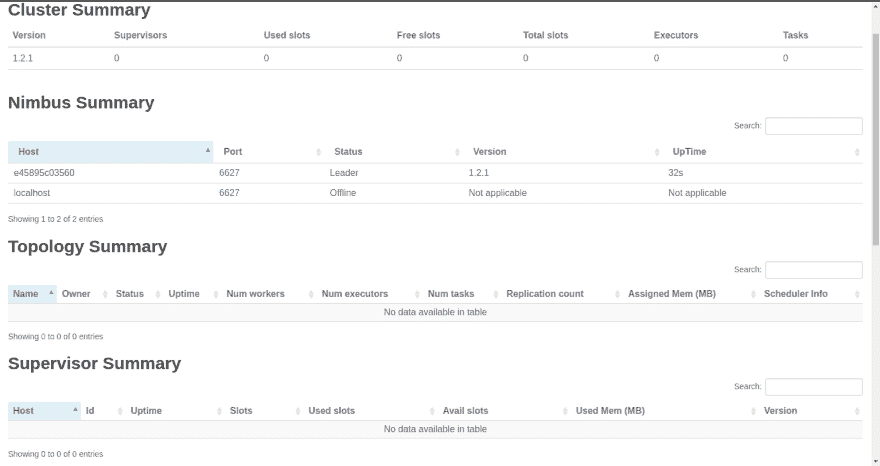 Cluster Summary
Version Supervisors Used slots Free slots Total slots Executors Tasks
1.2.1 0 0 0 0 0 0
Nimbus Summary
Search:
Host Port Status Version UpTime
e45895c03560 6627 Leader 1.2.1 32s
localhost 6627 Offline Not applicable Not applicable
Showing 1 to 2 of 2 entries
Topology Summary
Search:
Name Owner Status Uptime Num workers Num executors Num tasks Replication count Assigned Mem (MB) Scheduler Info
No data available in table
Showing 0 to 0 of 0 entries
Supervisor Summary
Search:
Host Id Uptime Slots Used slots Avail slots Used Mem (MB) Version
No data available in table
Showing 0 to 0 of 0 entries